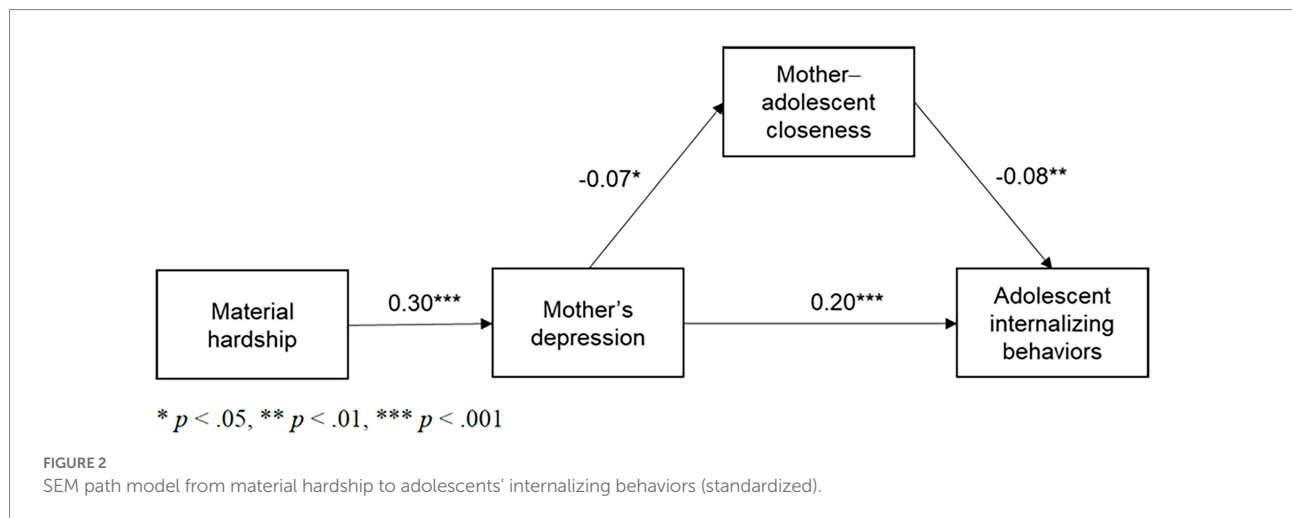 Mother–
adolescent
closeness
-0.07*
-0.08**
Material
hardship
0.30***
Mother's
depression
0.20***
Adolescent
internalizing
behaviors
* p < .05, ** p < .01, *** p < .001
FIGURE 2
SEM path model from material hardship to adolescents' internalizing behaviors (standardized).